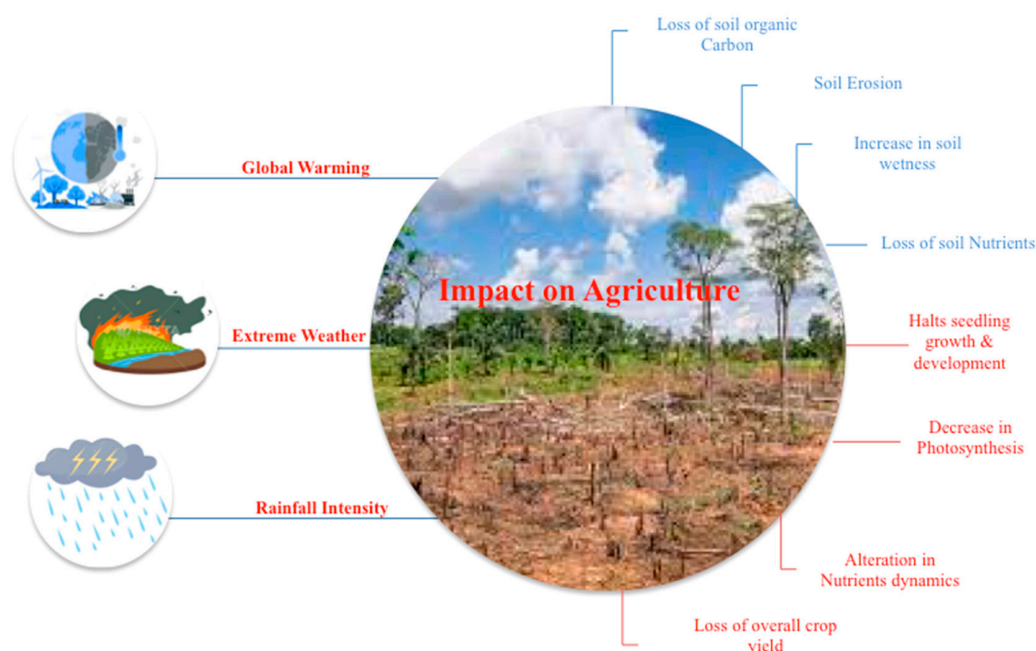 Loss of soil organic
Carbon
Soil Erosion
Increase in soil
wetness
Global Warming
Loss of soil Nutrients
Impact on Agriculture
Halts seedling
growth &
development
Extreme Weather
Decrease in
Photosynthesis
Rainfall Intensity
Alteration in
Nutrients dynamics
Loss of overall crop
yield